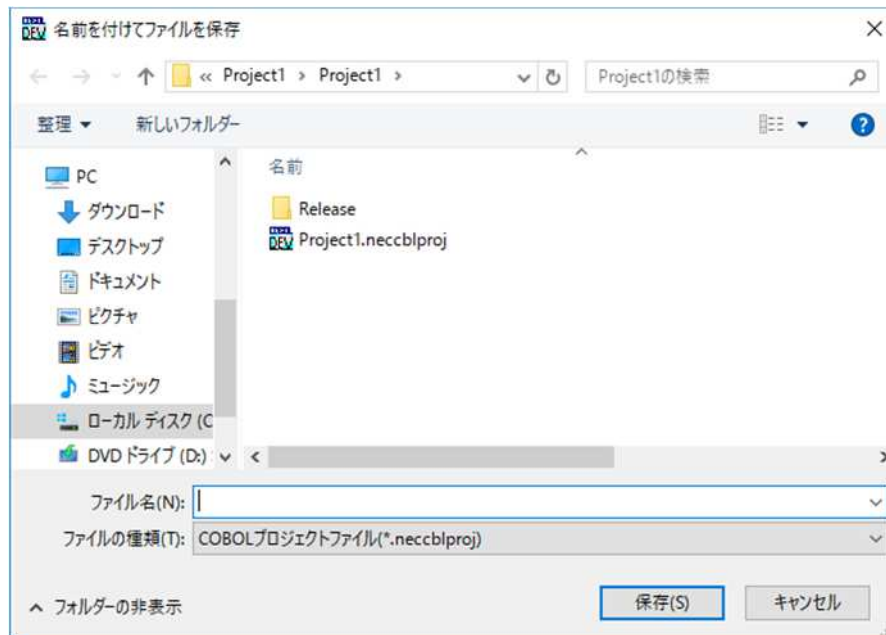 名前を付けてファイルを保存
« Project1 › Project1 ›
Project1の検索
整理
新しいフォルダー
PC
ダウンロード
デスクトップ
ドキュメント
ピクチャ
ビデオ
ミュージック
ローカル ディスク (C
DVD ドライブ (D:)
名前
Release
DEV Project1.neccblproj
ファイル名(N):
ファイルの種類(T): COBOLプロジェクトファイル(*.neccblproj)
フォルダーの非表示
保存(S)
キャンセル